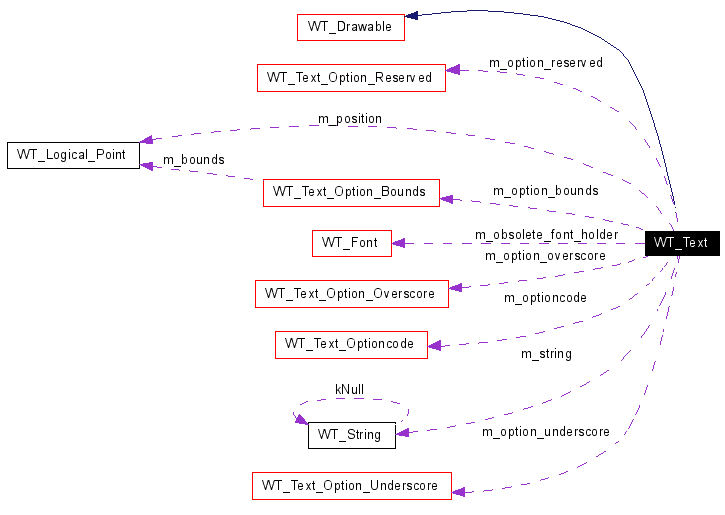 WT_Drawable
m_option_reserved
WT_Text_Option_Reserved
m_position
WT_Logical_Point
m_bounds
WT_Text_Option_Bounds
m_option_bounds
m_obsolete_font_holder
WT_Font
WT_Text
m_option_overscore
WT_Text_Option_Overscore
m_optioncode
WT_Text_Optioncode
m_string
kNull
WT_String
m_option_underscore
WT_Text_Option_Underscore